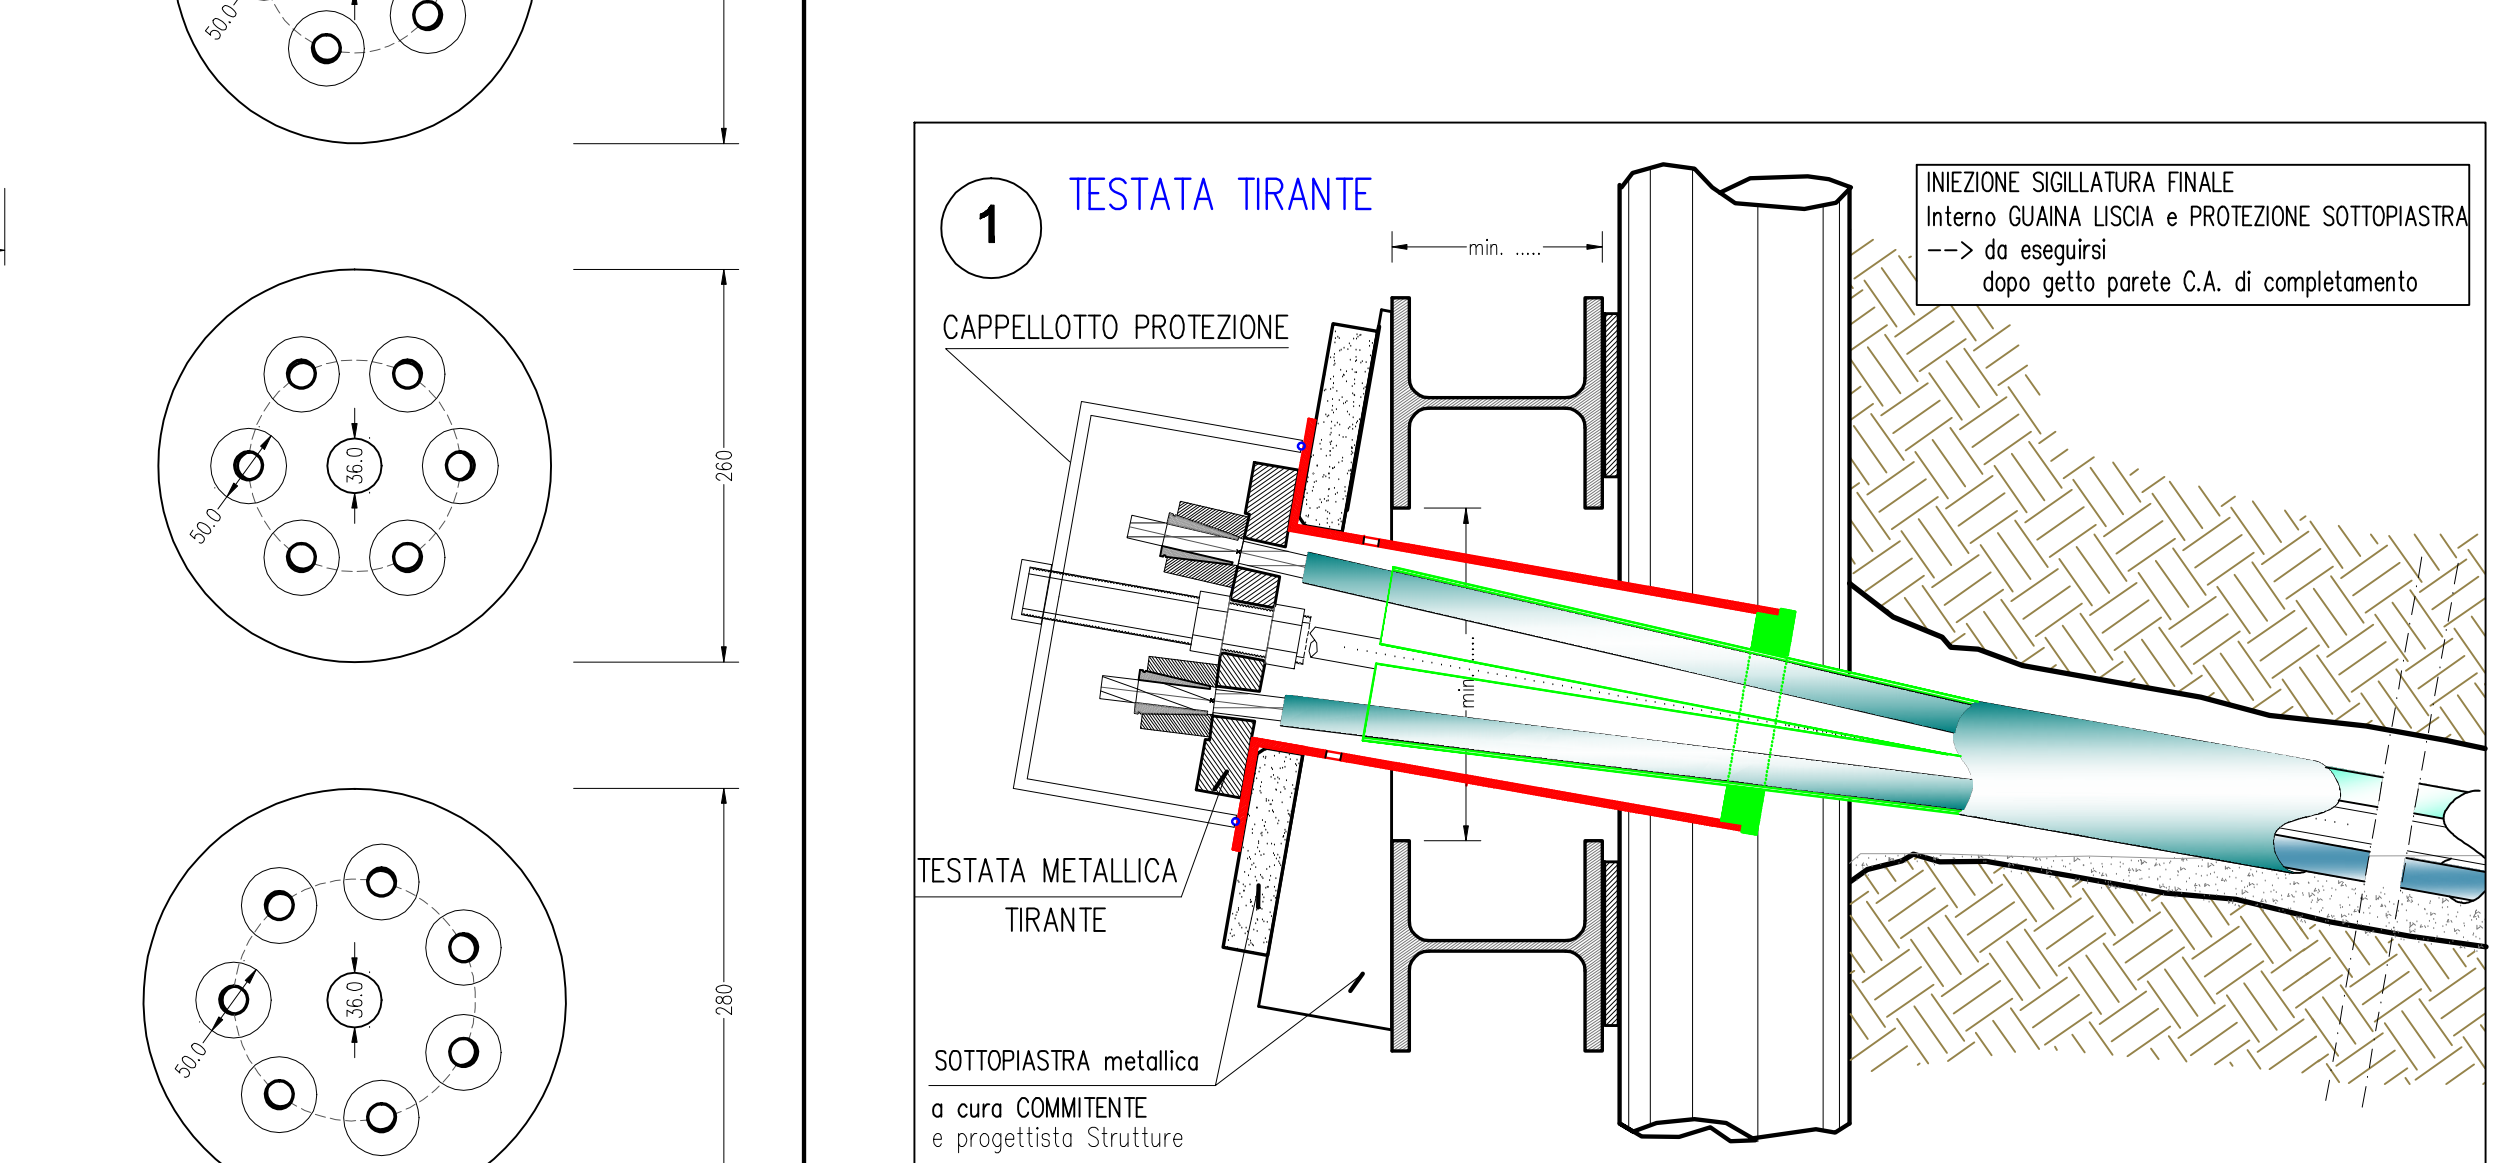 50.0
36.0
260
50.0
36.0
280
50.0
1
TESTATA TIRANTE
min. .....
INIEZIONE SIGILLATURA FINALE
Interno GUAINA LISCIA e PROTEZIONE SOTTOPIASTRA
--> da eseguirsi
dopo getto parete C.A. di completamento
CAPPELLOTTO PROTEZIONE
min. .....
TESTATA METALLICA
TIRANTE
SOTTOPIASTRA metallica
a cura COMMITENTE
e progettista Strutture